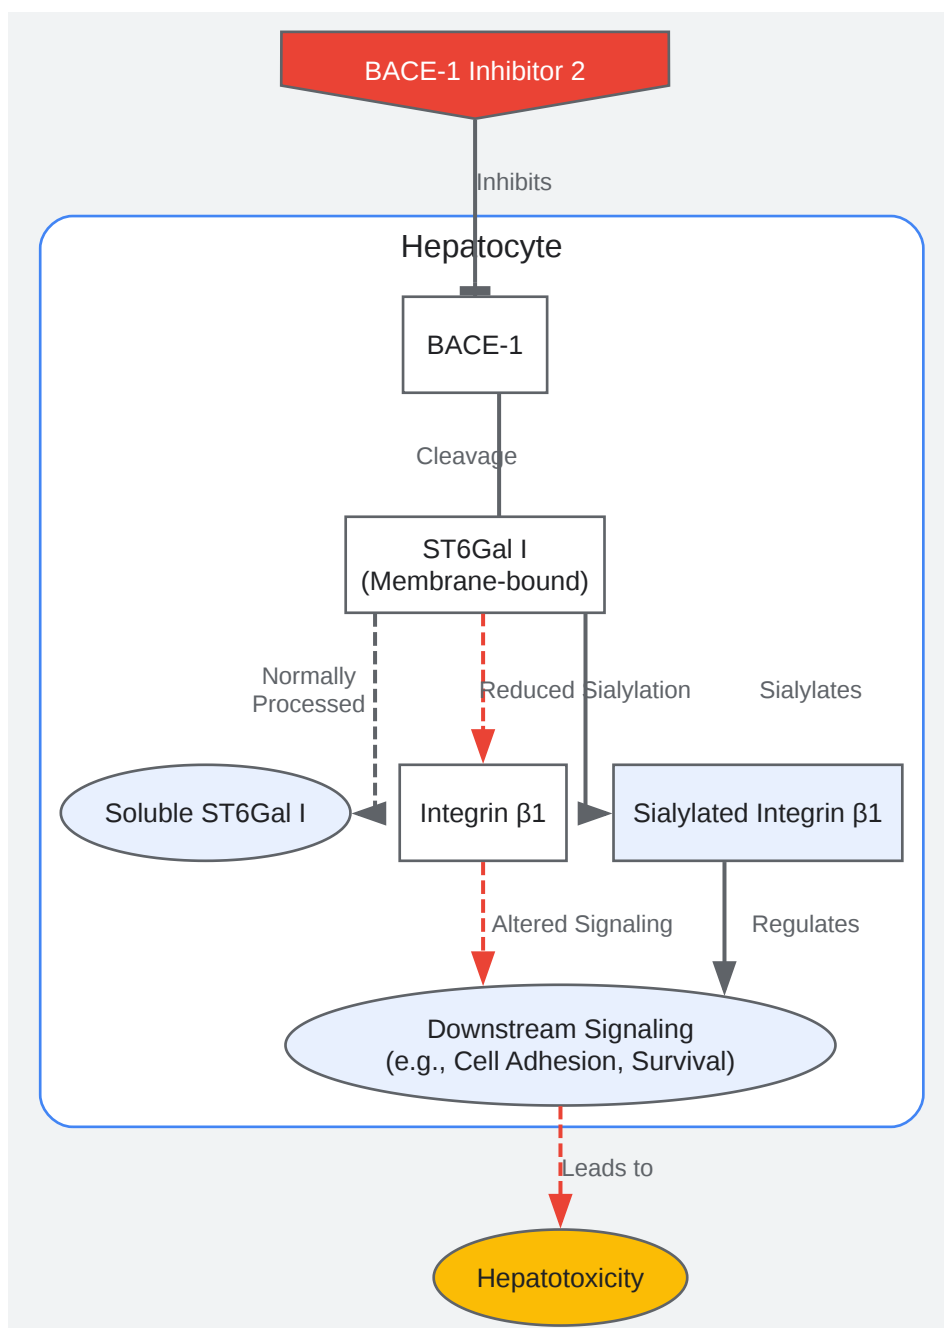 BACE-1 Inhibitor 2
Inhibits
Hepatocyte
BACE-1
Cleavage
ST6Gal I
(Membrane-bound)
Normally
Processed
Reduced Sialylation
Sialylates
Soluble ST6Gal I
Integrin β1
Sialylated Integrin β1
Altered Signaling
Regulates
Downstream Signaling
(e.g., Cell Adhesion, Survival)
Leads to
Hepatotoxicity